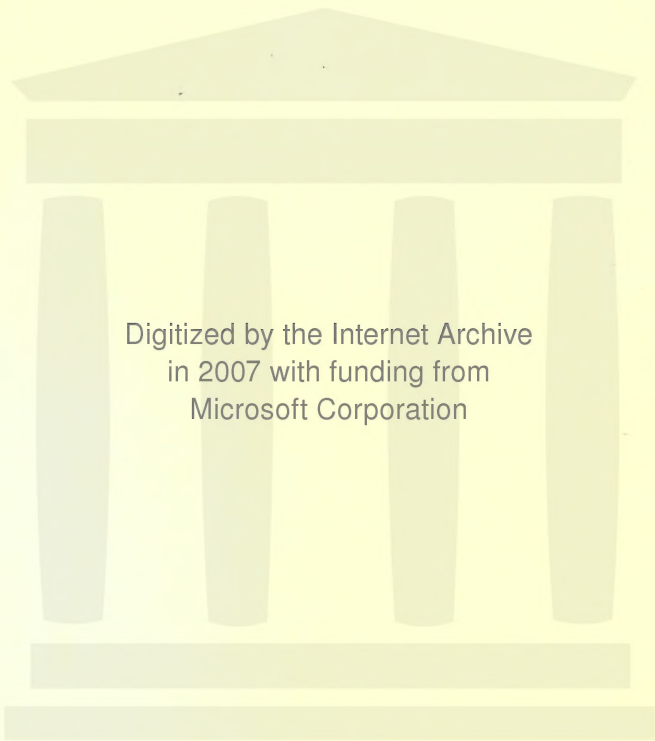 Digitized by the Internet Archive
in 2007 with funding from
Microsoft Corporation